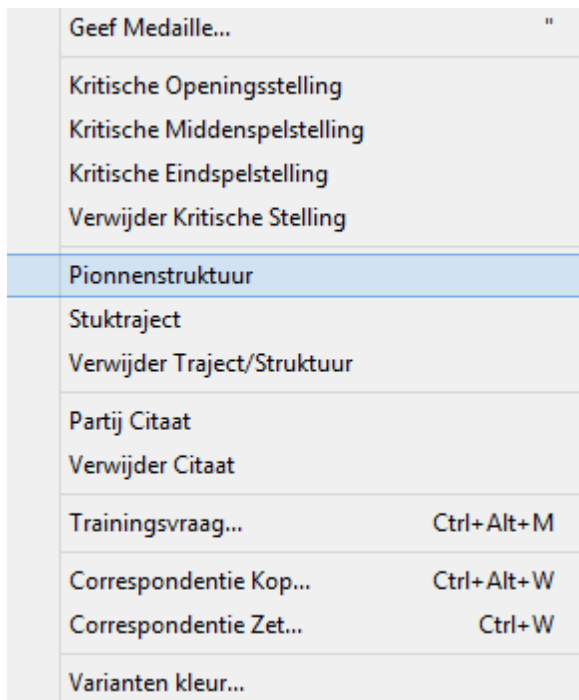 Geef Medaille... "
Kritische Openingsstelling
Kritische Middenspelstelling
Kritische Eindspelstelling
Verwijder Kritische Stelling
Pionnenstruktuur
Stuktraject
Verwijder Traject/Struktuur
Partij Citaat
Verwijder Citaat
Trainingsvraag... Ctrl+Alt+M
Correspondentie Kop... Ctrl+Alt+W
Correspondentie Zet... Ctrl+W
Varianten kleur...